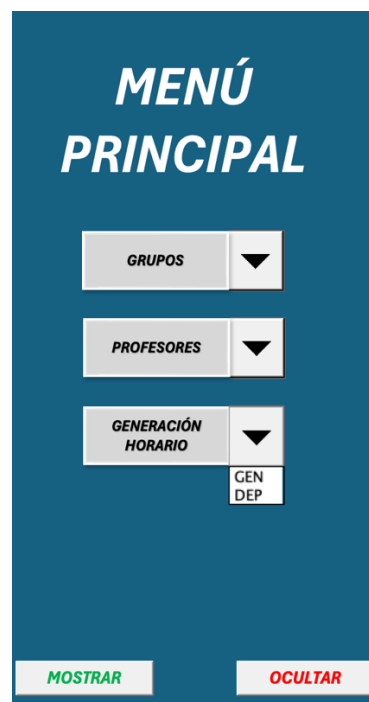 MENÚ
PRINCIPAL
GRUPOS
PROFESORES
GENERACIÓN
HORARIO
GEN
DEP
MOSTRAR
OCULTAR